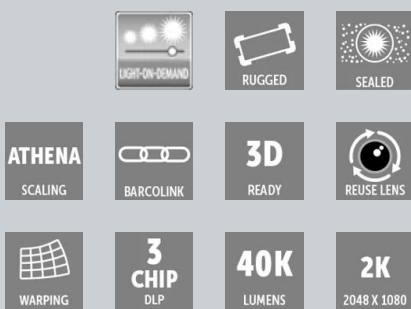 LIGHT-ON-DEMAND
RUGGED
SEALED
ATHENA
SCALING
BARCOLINK
3D
READY
REUSE LENS
WARPING
3
CHIP
DLP
40K
LUMENS
2K
2048 X 1080